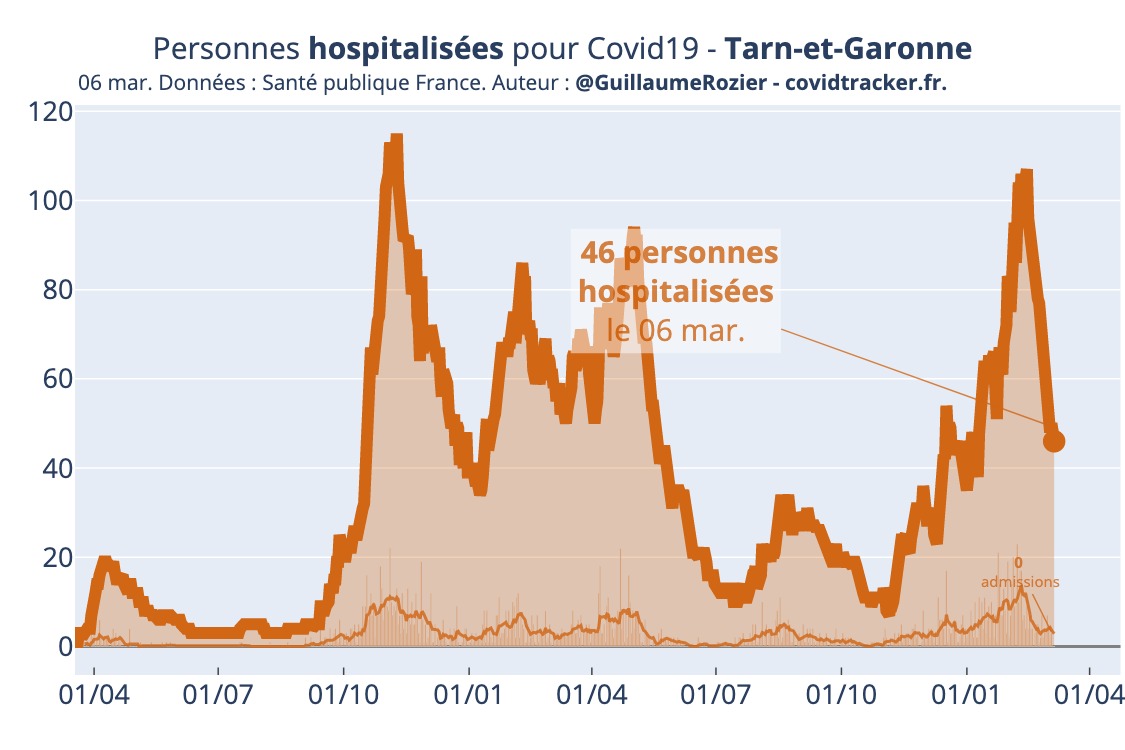 Personnes hospitalisées pour Covid19 - Tarn-et-Garonne
06 mar. Données : Santé publique France. Auteur : @GuillaumeRozier - covidtracker.fr.
120
100
80
60
40
20
0
46 personnes
hospitalisées
le 06 mar.
0
admissions
01/04 01/07 01/10 01/01 01/04 01/07 01/10 01/01 01/04